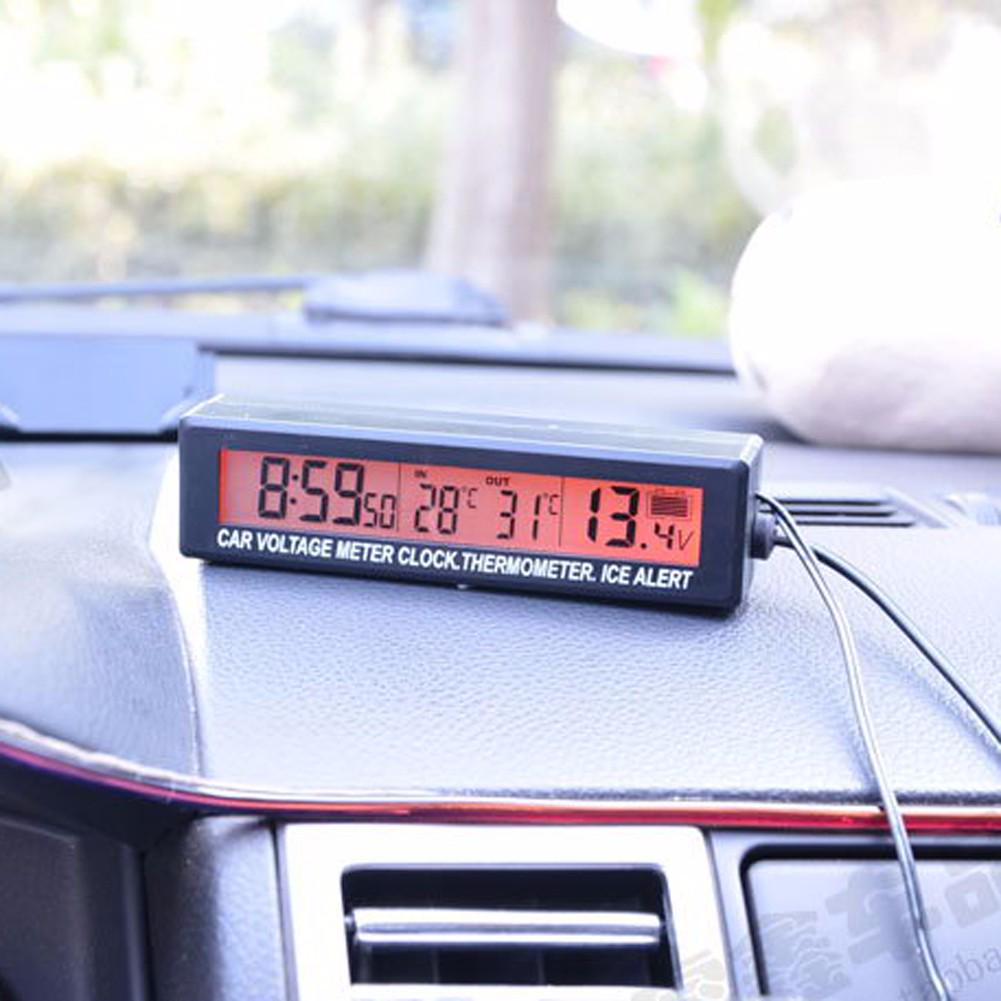 8:59 50 IN 28°C OUT 31°C 13.4V
CAR VOLTAGE METER CLOCK.THERMOMETER. ICE ALERT